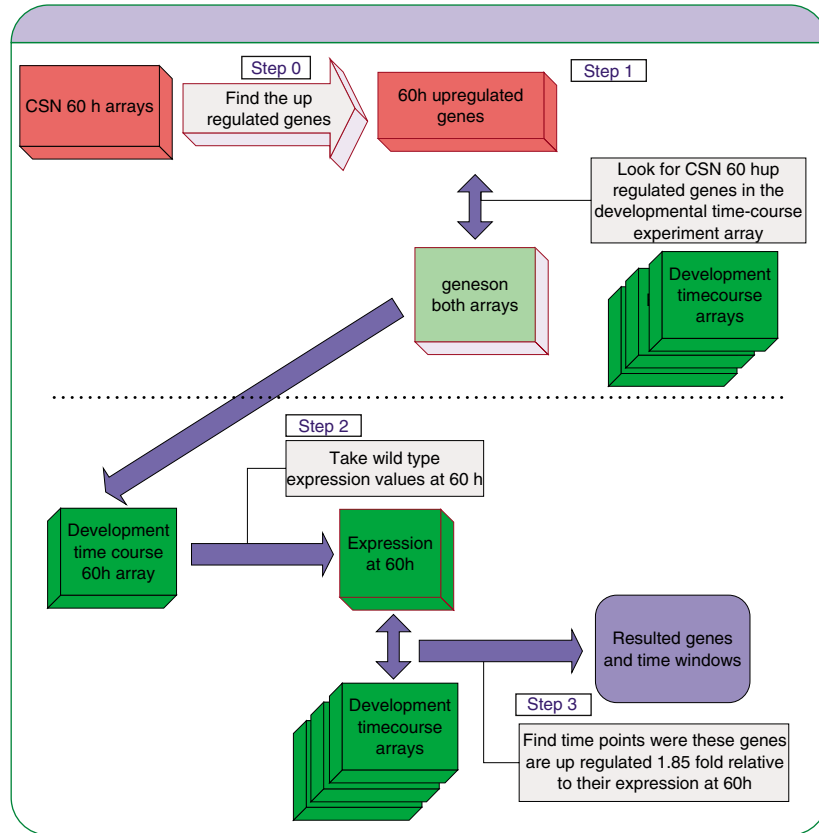 Step 0
Step 1
CSN 60 h arrays
Find the up
regulated genes
60h upregulated
genes
Look for CSN 60 hup
regulated genes in the
developmental time-course
experiment array
geneson
both arrays
Development
timecourse
arrays
Step 2
Take wild type
expression values at 60 h
Development
time course
60h array
Expression
at 60h
Resulted genes
and time windows
Development
timecourse
arrays
Step 3
Find time points were these genes
are up regulated 1.85 fold relative
to their expression at 60h